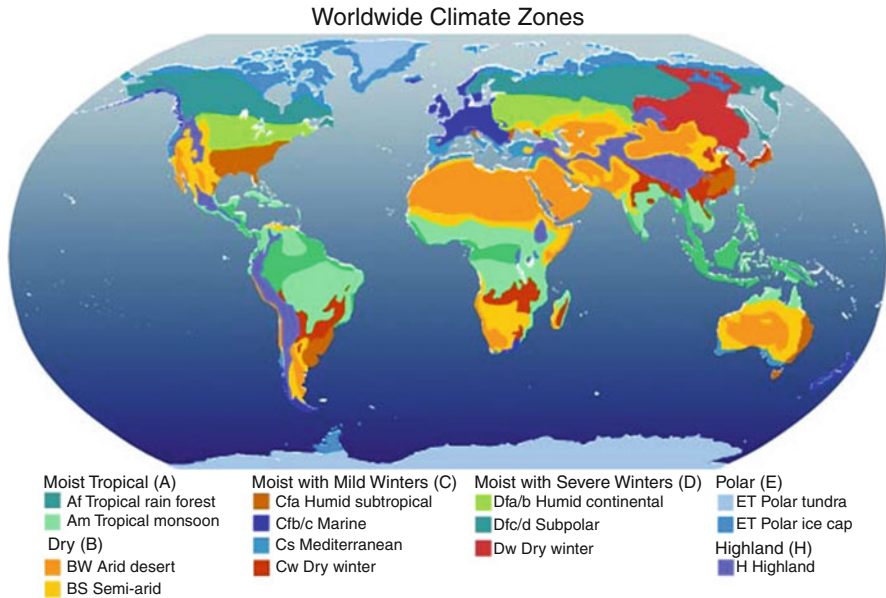 Worldwide Climate Zones
Moist Tropical (A)
Af Tropical rain forest
Am Tropical monsoon
Dry (B)
BW Arid desert
BS Semi-arid
Moist with Mild Winters (C)
Cfa Humid subtropical
Cfb/c Marine
Cs Mediterranean
Cw Dry winter
Moist with Severe Winters (D)
Dfa/b Humid continental
Dfc/d Subpolar
Dw Dry winter
Polar (E)
ET Polar tundra
ET Polar ice cap
Highland (H)
H Highland